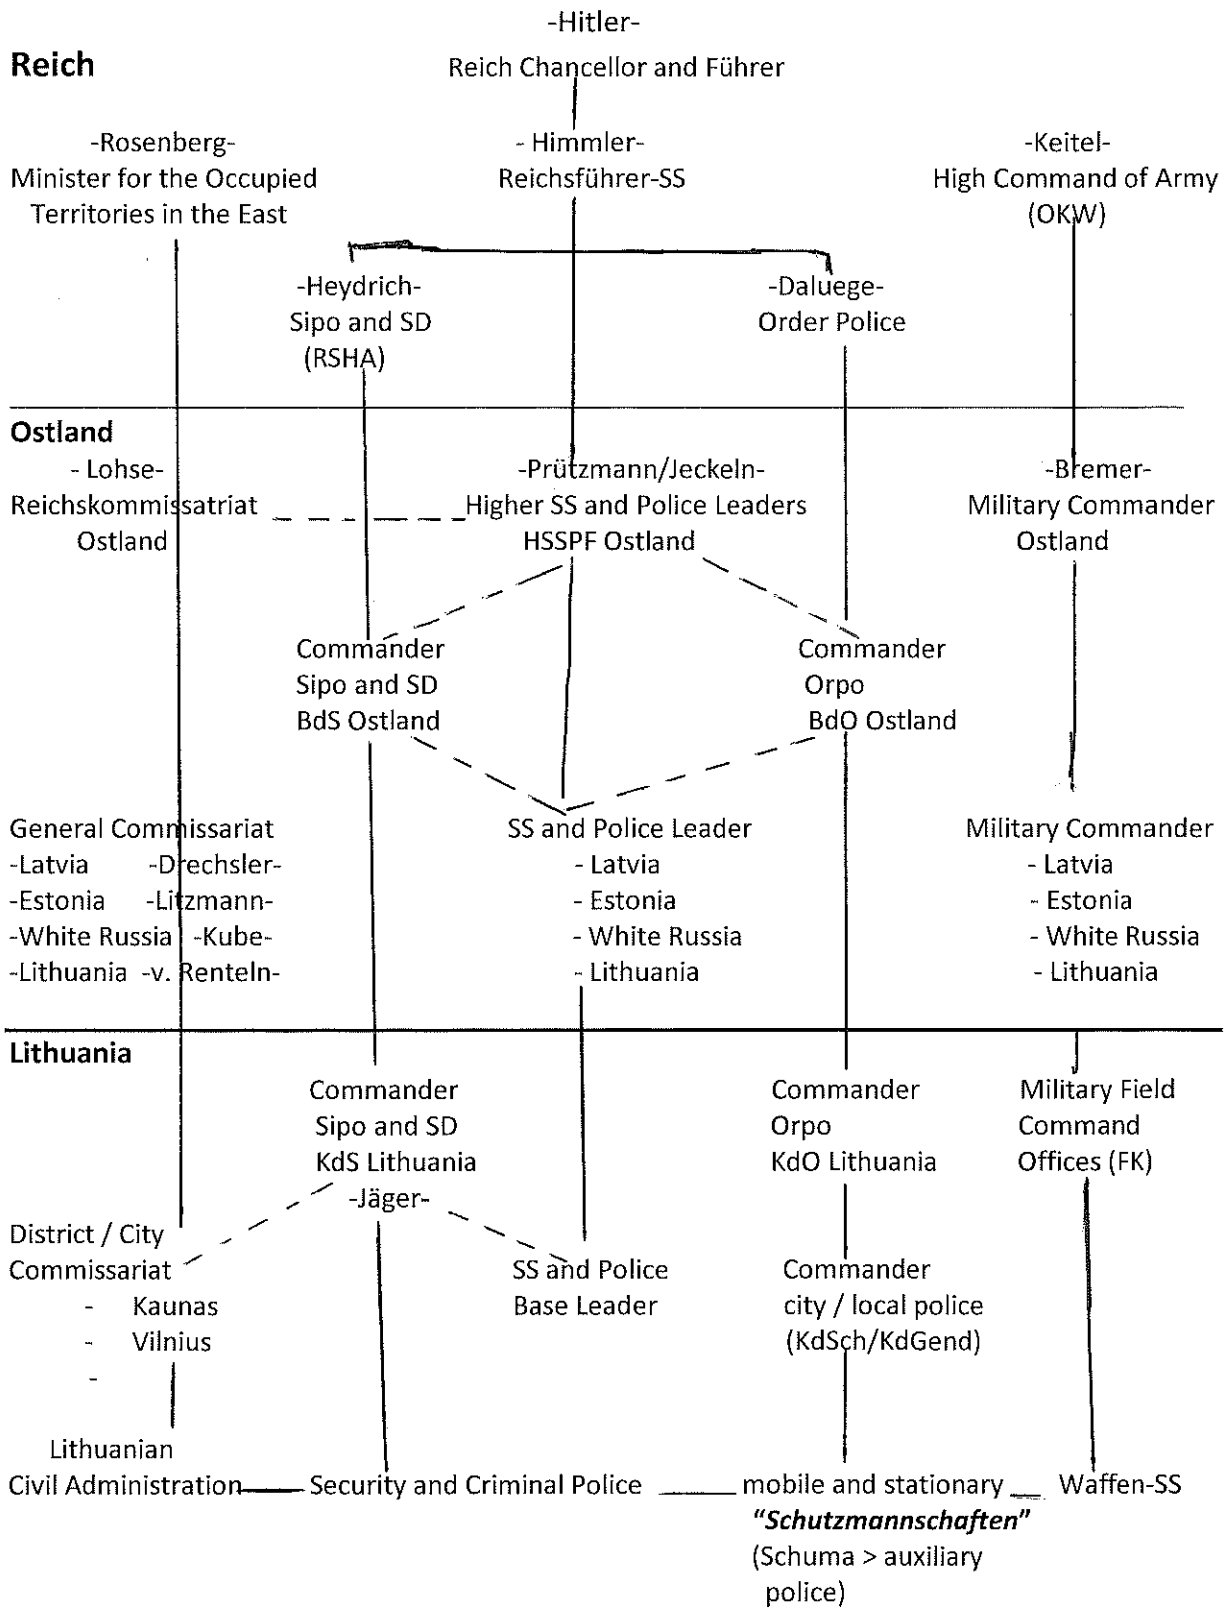 -Hitler-
Reich
Reich Chancellor and Führer
-Rosenberg-
Minister for the Occupied
Territories in the East
- Himmler-
Reichsführer-SS
-Keitel-
High Command of Army
(OKW)
-Heydrich-
Sipo and SD
(RSHA)
-Daluege-
Order Police
Ostland
- Lohse-
Reichskommissatriat
Ostland
-Prützmann/Jeckeln-
Higher SS and Police Leaders
HSSPF Ostland
-Bremer-
Military Commander
Ostland
Commander
Sipo and SD
BdS Ostland
Commander
Orpo
BdO Ostland
General Commissariat
-Latvia -Drechsler-
-Estonia -Litzmann-
-White Russia -Kube-
-Lithuania -v. Renteln-
SS and Police Leader
- Latvia
- Estonia
- White Russia
- Lithuania
Military Commander
- Latvia
- Estonia
- White Russia
- Lithuania
Lithuania
Commander
Sipo and SD
KdS Lithuania
-Jäger-
Commander
Orpo
KdO Lithuania
Military Field
Command
Offices (FK)
District / City
Commissariat
- Kaunas
- Vilnius
-
SS and Police
Base Leader
Commander
city / local police
(KdSch/KdGend)
Lithuanian
Civil Administration
Security and Criminal Police
mobile and stationary
"Schutzmannschaften"
(Schuma > auxiliary
police)
Waffen-SS